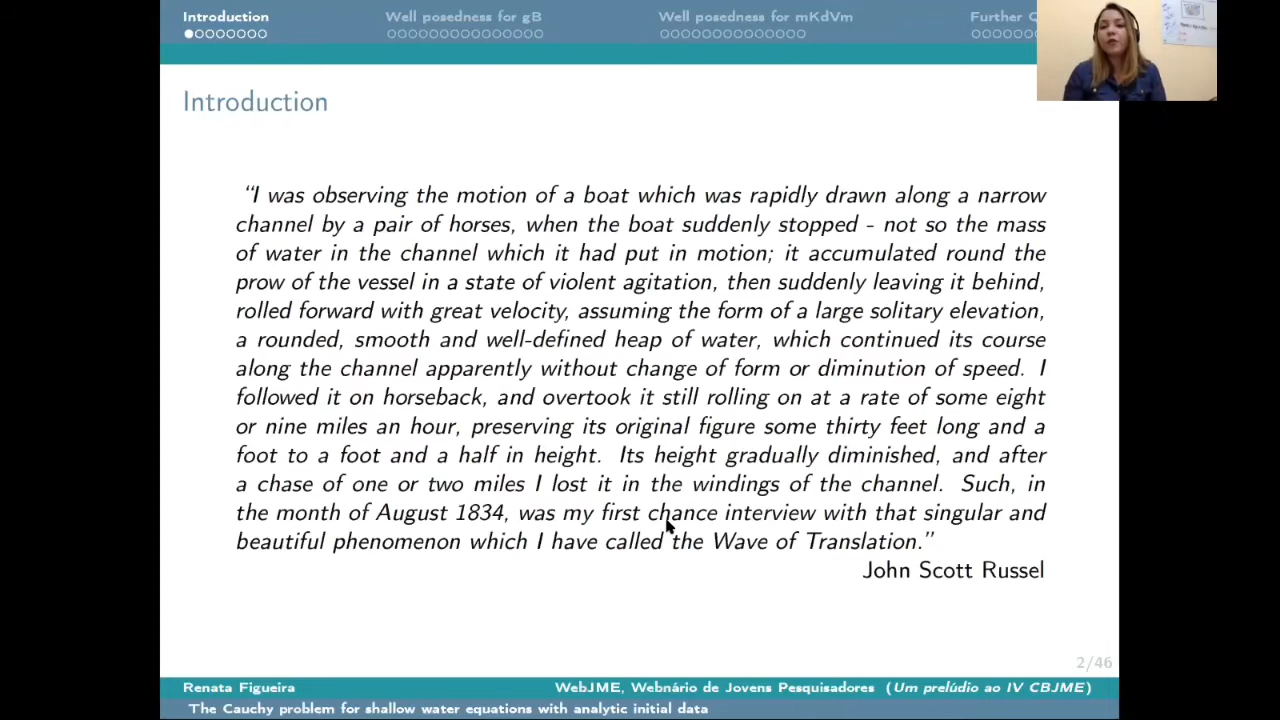 Introduction
Well posedness for gB
Well posedness for mKdVm
Further Q
Introduction
“I was observing the motion of a boat which was rapidly drawn along a narrow
channel by a pair of horses, when the boat suddenly stopped - not so the mass
of water in the channel which it had put in motion; it accumulated round the
prow of the vessel in a state of violent agitation, then suddenly leaving it behind,
rolled forward with great velocity, assuming the form of a large solitary elevation,
a rounded, smooth and well-defined heap of water, which continued its course
along the channel apparently without change of form or diminution of speed. I
followed it on horseback, and overtook it still rolling on at a rate of some eight
or nine miles an hour, preserving its original figure some thirty feet long and a
foot to a foot and a half in height. Its height gradually diminished, and after
a chase of one or two miles I lost it in the windings of the channel. Such, in
the month of August 1834, was my first chance interview with that singular and
beautiful phenomenon which I have called the Wave of Translation.”
John Scott Russel
2/46
Renata Figueira
WebJME, Webnário de Jovens Pesquisadores (Um prelúdio ao IV CBJME)
The Cauchy problem for shallow water equations with analytic initial data